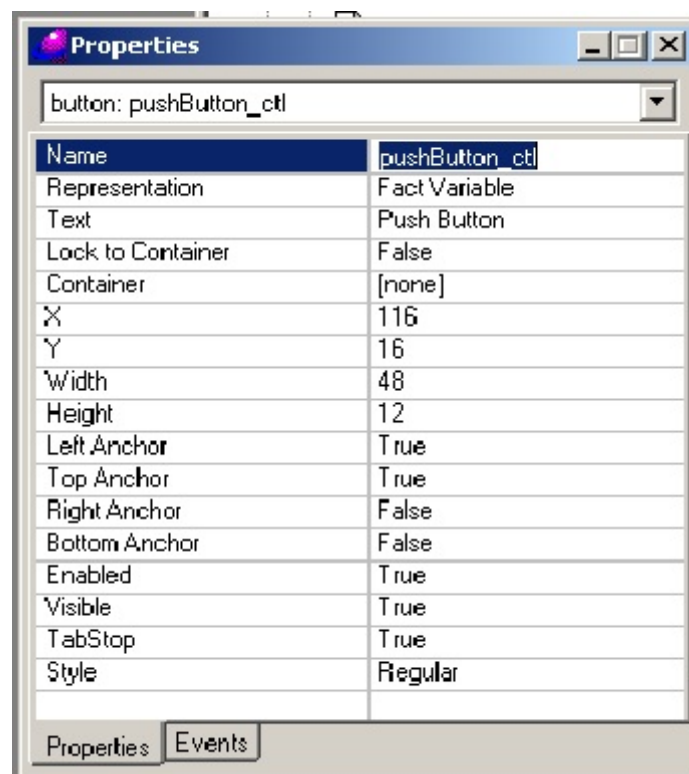 Properties
button: pushButton_ctl
Name pushButton_ctl
Representation Fact Variable
Text Push Button
Lock to Container False
Container [none]
X 116
Y 16
Width 48
Height 12
Left Anchor True
Top Anchor True
Right Anchor False
Bottom Anchor False
Enabled True
Visible True
TabStop True
Style Regular
Properties Events